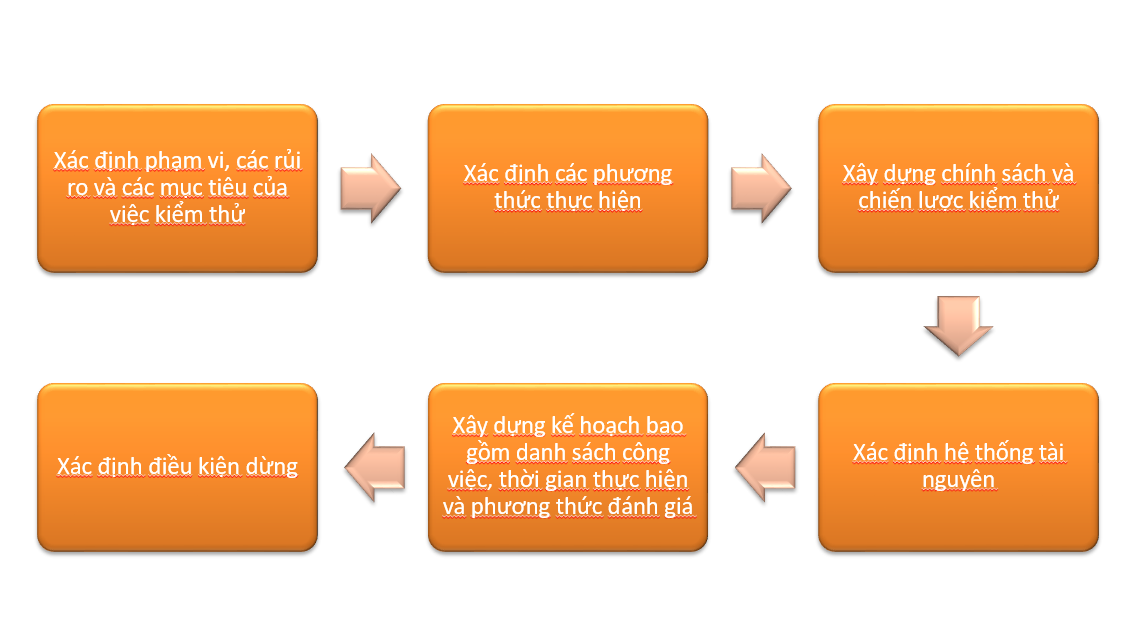 Xác định phạm vi, các rủi
ro và các mục tiêu của
việc kiểm thử
Xác định các phương
thức thực hiện
Xây dựng chính sách và
chiến lược kiểm thử
Xác định hệ thống tài
nguyên
Xây dựng kế hoạch bao
gồm danh sách công
việc, thời gian thực hiện
và phương thức đánh giá
Xác định điều kiện dừng